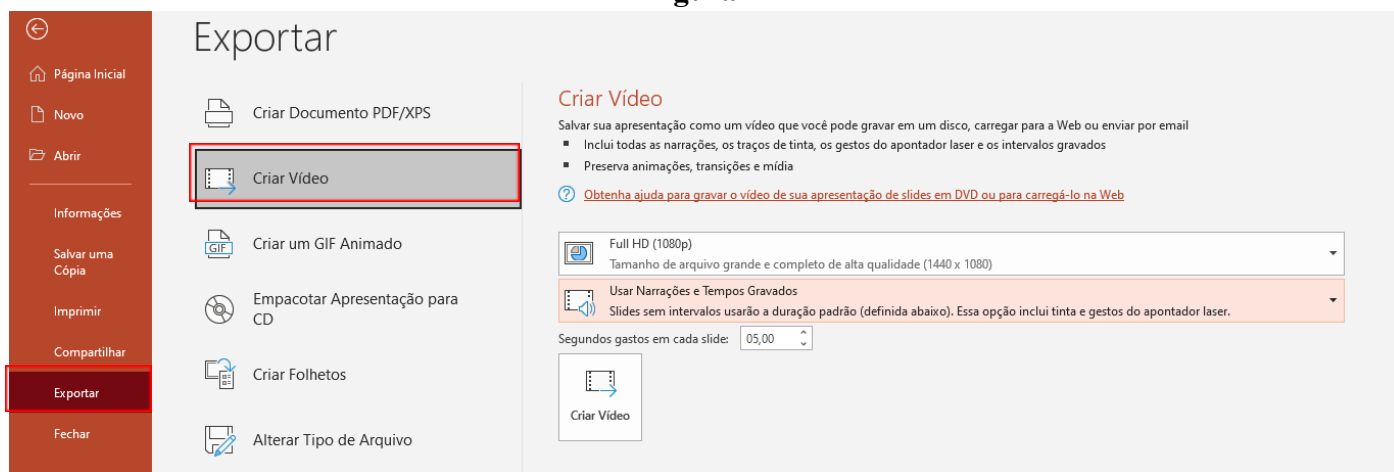 Exportar
Página Inicial
Novo
Abrir
Informações
Salvar uma
Cópia
Imprimir
Compartilhar
Exportar
Fechar
Criar Documento PDF/XPS
Criar Vídeo
GIF
Criar um GIF Animado
Empacotar Apresentação para
CD
Criar Folhetos
Alterar Tipo de Arquivo
Criar Vídeo
Salvar sua apresentação como um vídeo que você pode gravar em um disco, carregar para a Web ou enviar por email
Inclui todas as narrações, os traços de tinta, os gestos do apontador laser e os intervalos gravados
Preserva animações, transições e mídia
Obtenha ajuda para gravar o vídeo de sua apresentação de slides em DVD ou para carregá-lo na Web
Full HD (1080p)
Tamanho de arquivo grande e completo de alta qualidade (1440 x 1080)
Usar Narrações e Tempos Gravados
Slides sem intervalos usarão a duração padrão (definida abaixo). Essa opção inclui tinta e gestos do apontador laser.
Segundos gastos em cada slide: 05,00
Criar Vídeo